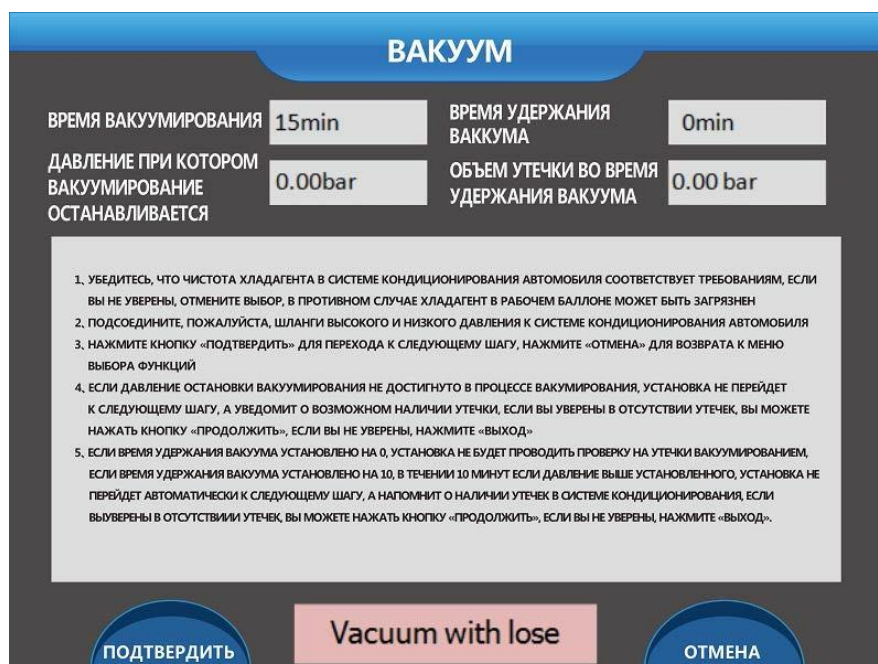 ВАКУУМ
ВРЕМЯ ВАКУУМИРОВАНИЯ 15min
ВРЕМЯ УДЕРЖАНИЯ
ВАККУМА
0min
ДАВЛЕНИЕ ПРИ КОТОРОМ
ВАКУУМИРОВАНИЕ
ОСТАНАВЛИВАЕТСЯ
0.00bar
ОБЪЕМ УТЕЧКИ ВО ВРЕМЯ
УДЕРЖАНИЯ ВАКУУМА
0.00 bar
1、УБЕДИТЕСЬ, ЧТО ЧИСТОТА ХЛАДАГЕНТА В СИСТЕМЕ КОНДИЦИОНИРОВАНИЯ АВТОМОБИЛЯ СООТВЕТСТВУЕТ ТРЕБОВАНИЯМ, ЕСЛИ
ВЫ НЕ УВЕРЕНЫ, ОТМЕНИТЕ ВЫБОР, В ПРОТИВНОМ СЛУЧАЕ ХЛАДАГЕНТ В РАБОЧЕМ БАЛЛОНЕ МОЖЕТ БЫТЬ ЗАГРЯЗНЕН
2、ПОДСОЕДИНИТЕ, ПОЖАЛУЙСТА, ШЛАНГИ ВЫСОКОГО И НИЗКОГО ДАВЛЕНИЯ К СИСТЕМЕ КОНДИЦИОНИРОВАНИЯ АВТОМОБИЛЯ
3、НАЖМИТЕ КНОПКУ «ПОДТВЕРДИТЬ» ДЛЯ ПЕРЕХОДА К СЛЕДУЮЩЕМУ ШАГУ, НАЖМИТЕ «ОТМЕНА» ДЛЯ ВОЗВРАТА К МЕНЮ
ВЫБОРА ФУНКЦИЙ
4、ЕСЛИ ДАВЛЕНИЕ ОСТАНОВКИ ВАКУУМИРОВАНИЯ НЕ ДОСТИГНУТО В ПРОЦЕССЕ ВАКУМИРОВАНИЯ, УСТАНОВКА НЕ ПЕРЕЙДЕТ
К СЛЕДУЮЩЕМУ ШАГУ, А УВЕДОМИТ О ВОЗМОЖНОМ НАЛИЧИИ УТЕЧКИ, ЕСЛИ ВЫ УВЕРЕНЫ В ОТСУТСТВИИ УТЕЧЕК, ВЫ МОЖЕТЕ
НАЖАТЬ КНОПКУ «ПРОДОЛЖИТЬ», ЕСЛИ ВЫ НЕ УВЕРЕНЫ, НАЖМИТЕ «ВЫХОД»
5、ЕСЛИ ВРЕМЯ УДЕРЖАНИЯ ВАКУУМА УСТАНОВЛЕНО НА 0, УСТАНОВКА НЕ БУДЕТ ПРОВОДИТЬ ПРОВЕРКУ НА УТЕЧКИ ВАКУУМИРОВАНИЕМ,
ЕСЛИ ВРЕМЯ УДЕРЖАНИЯ ВАКУУМА УСТАНОВЛЕНО НА 10, В ТЕЧЕНИИ 10 МИНУТ ЕСЛИ ДАВЛЕНИЕ ВЫШЕ УСТАНОВЛЕННОГО, УСТАНОВКА НЕ
ПЕРЕЙДЕТ АВТОМАТИЧЕСКИ К СЛЕДУЮЩЕМУ ШАГУ, А НАПОМНИТ О НАЛИЧИИ УТЕЧЕК В СИСТЕМЕ КОНДИЦИОНИРОВАНИЯ, ЕСЛИ
ВЫУВЕРЕНЫ В ОТСУТСТВИИИ УТЕЧЕК, ВЫ МОЖЕТЕ НАЖАТЬ КНОПКУ «ПРОДОЛЖИТЬ», ЕСЛИ ВЫ НЕ УВЕРЕНЫ, НАЖМИТЕ «ВЫХОД».
ПОДТВЕРДИТЬ
Vacuum with lose
ОТМЕНА